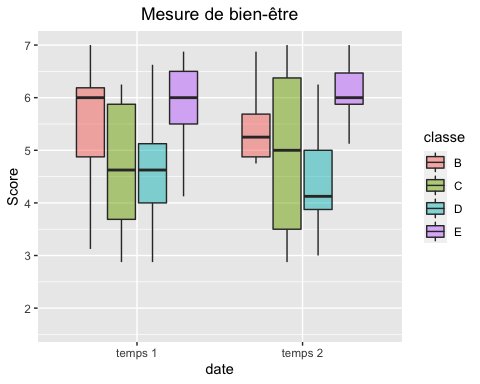 Mesure de bien-être
7
6
5
4
3
2
Score
temps 1
temps 2
date
classe
B
C
D
E